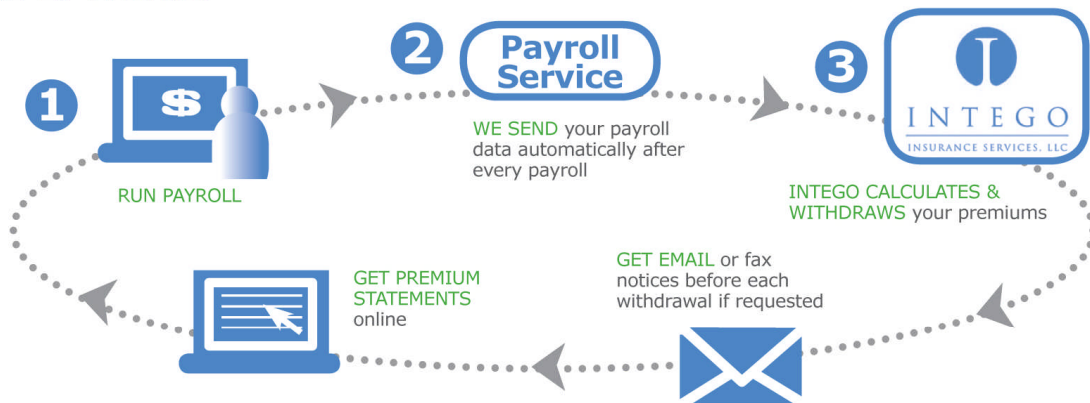 1
$
RUN PAYROLL
2
Payroll
Service
WE SEND your payroll
data automatically after
every payroll
3
I
INTEGO
INSURANCE SERVICES, LLC
INTEGO CALCULATES &
WITHDRAWS your premiums
GET EMAIL or fax
notices before each
withdrawal if requested
GET PREMIUM
STATEMENTS
online